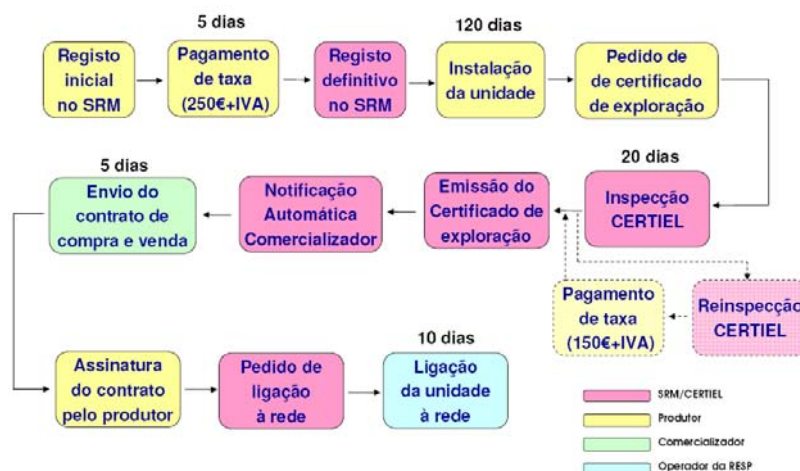 5 dias
120 dias
Registo
inicial
no SRM
Pagamento
de taxa
(250€+IVA)
Registo
definitivo
no SRM
Instalação
da unidade
Pedido de
de certificado
de exploração
5 dias
20 dias
Envio do
contrato de
compra e venda
Notificação
Automática
Comercializador
Emissão do
Certificado de
exploração
Inspecção
CERTIEL
Pagamento
de taxa
(150€+IVA)
Reinspecção
CERTIEL
10 dias
Assinatura
do contrato
pelo produtor
Pedido de
ligação
à rede
Ligação
da unidade
à rede
SRM/CERTIEL
Produtor
Comercializador
Operador da RESP